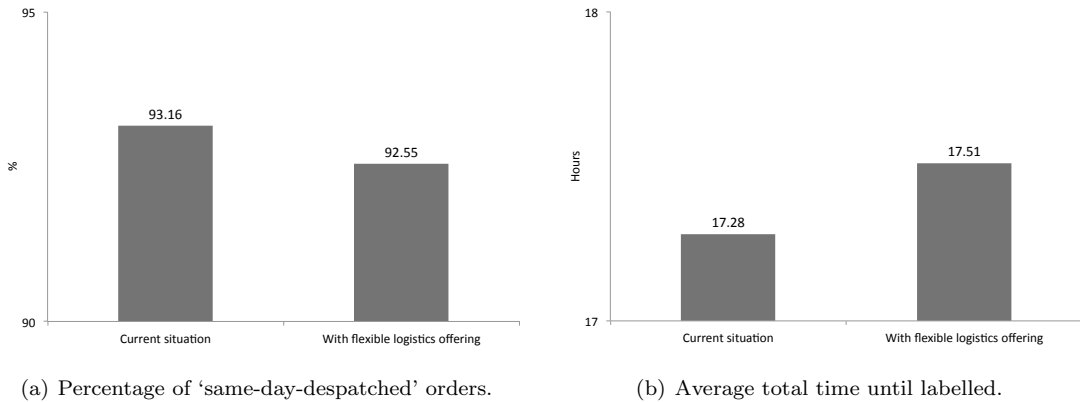 95
93.16
92.55
%
90
Current situation
With flexible logistics offering
(a) Percentage of ‘same-day-despatched’ orders.
18
17.51
17.28
Hours
17
Current situation
With flexible logistics offering
(b) Average total time until labelled.